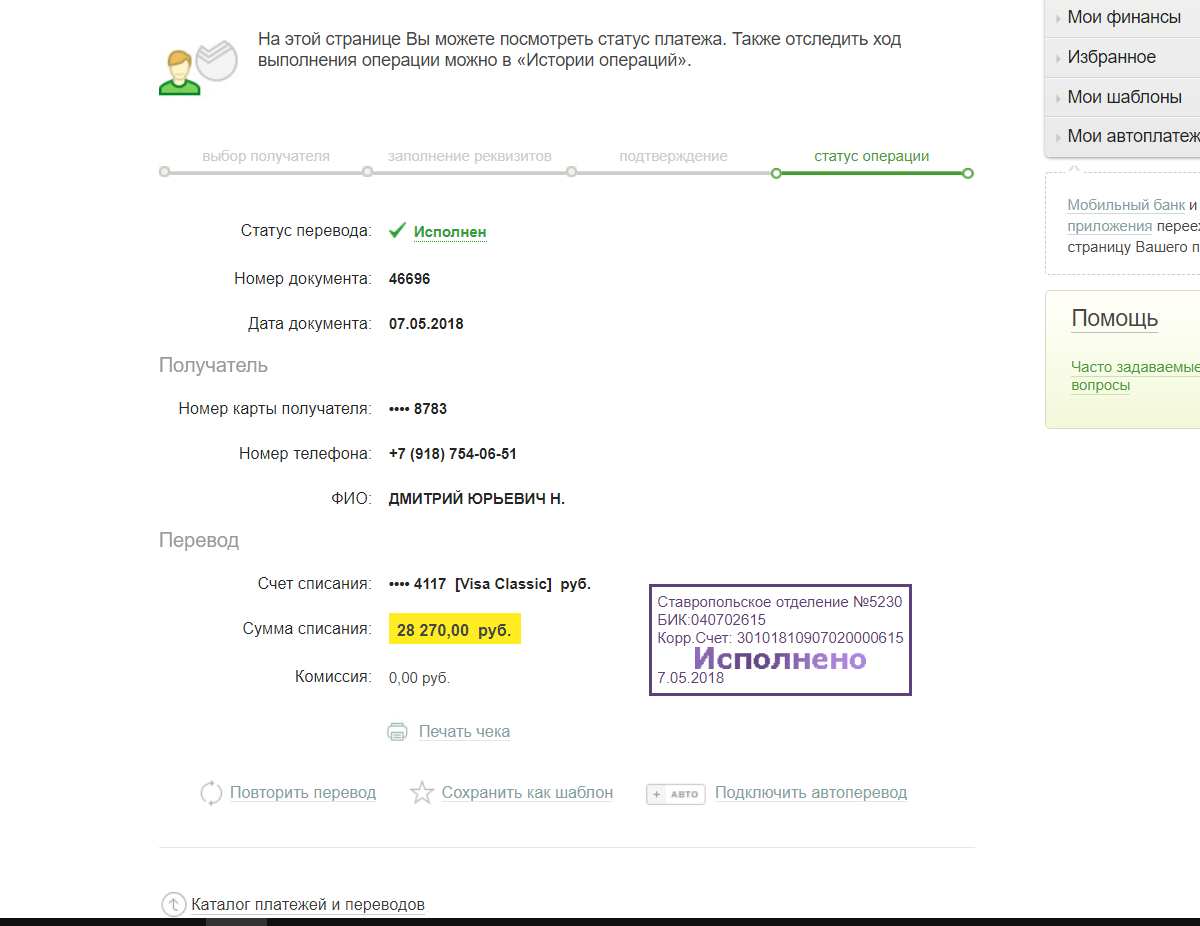 На этой странице Вы можете посмотреть статус платежа. Также отследить ход
выполнения операции можно в «Истории операций».
выбор получателя
заполнение реквизитов
подтверждение
статус операции
Статус перевода: Исполнен
Номер документа: 46696
Дата документа: 07.05.2018
Получатель
Номер карты получателя: •••• 8783
Номер телефона: +7 (918) 754-06-51
ФИО: ДМИТРИЙ ЮРЬЕВИЧ Н.
Перевод
Счет списания: •••• 4117 [Visa Classic] руб.
Сумма списания: 28 270,00 руб.
Комиссия: 0,00 руб.
Ставропольское отделение №5230
БИК:040702615
Корр.Счет: 30101810907020000615
Исполнено
7.05.2018
Печать чека
Повторить перевод
Сохранить как шаблон
+ АВТО
Подключить автоперевод
Каталог платежей и переводов
Мои финансы
Избранное
Мои шаблоны
Мои автоплатеж
Мобильный банк и
приложения перее
страницу Вашего п
Помощь
Часто задаваемые
вопросы